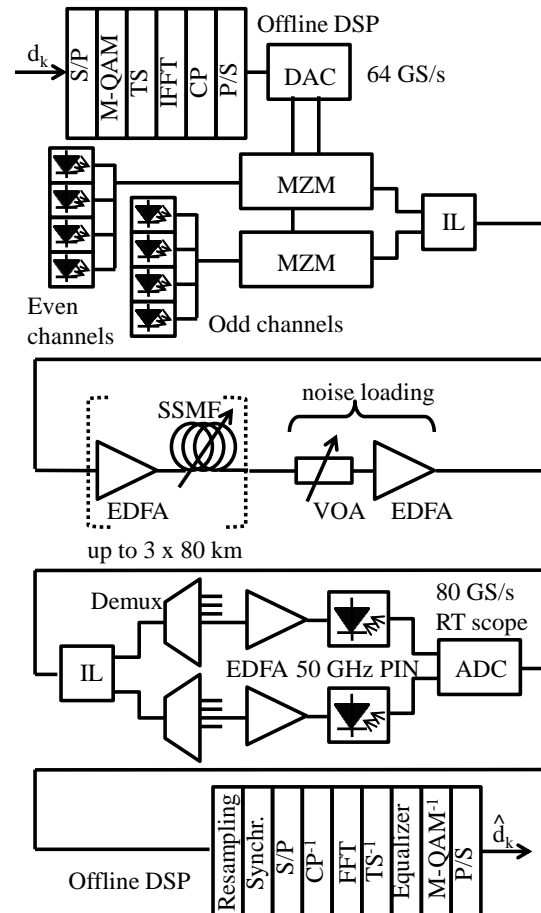 Offline DSP
d_k
S/P
M-QAM
TS
IFFT
CP
P/S
DAC
64 GS/s
MZM
MZM
IL
Even
channels
Odd channels
SSMF
noise loading
EDFA
VOA
EDFA
up to 3 x 80 km
Demux
80 GS/s
RT scope
IL
EDFA
50 GHz PIN
ADC
Resampling
Synchr.
S/P
CP⁻¹
FFT
TS⁻¹
Equalizer
M-QAM⁻¹
P/S
d̂_k
Offline DSP